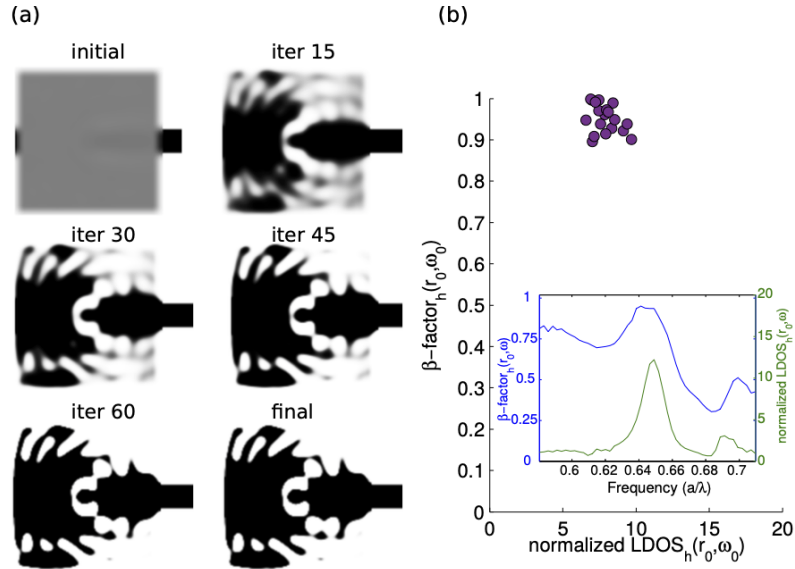 (a)
initial
iter 15
iter 30
iter 45
iter 60
final
(b)
β−factor_h(r_0,ω_0)
1
0.9
0.8
0.7
0.6
0.5
0.4
0.3
0.2
0.1
0
0 5 10 15 20
normalized LDOS_h(r_0,ω_0)
β−factor_h(r_0,ω)
1
0.75
0.5
0.25
0
0.6 0.62 0.64 0.66 0.68 0.7
Frequency (a/λ)
20
15
10
5
0
normalized LDOS_h(r_0,ω)